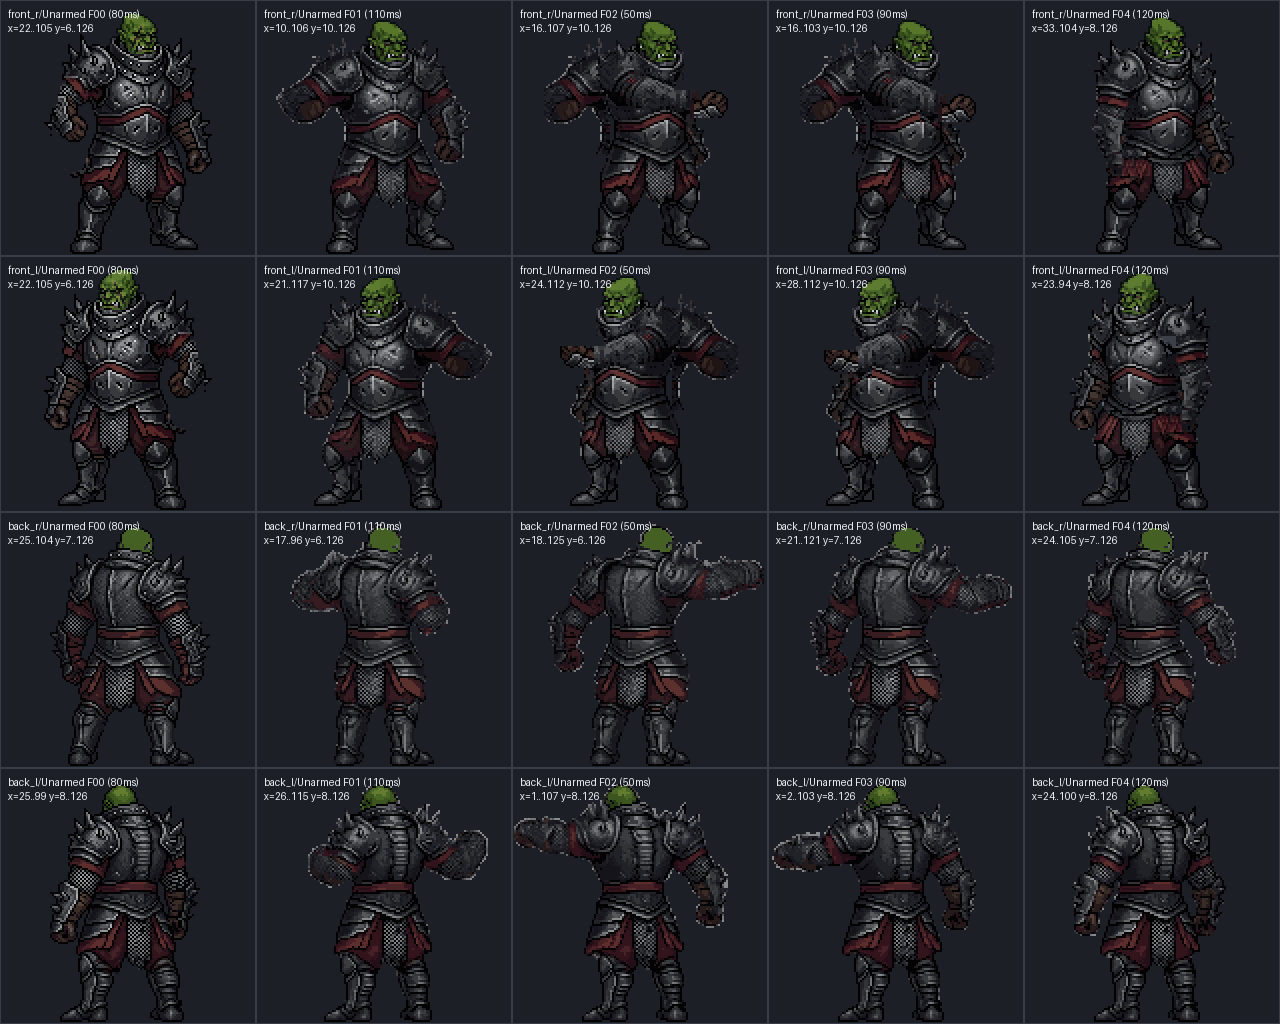 front_r/Unarmed F00 (80ms)
x=22..105 y=6..126
front_r/Unarmed F01 (110ms)
x=10..106 y=10..126
front_r/Unarmed F02 (50ms)
x=16..107 y=10..126
front_r/Unarmed F03 (90ms)
x=16..103 y=10..126
front_r/Unarmed F04 (120ms)
x=33..104 y=8..126
front_l/Unarmed F00 (80ms)
x=22..105 y=6..126
front_l/Unarmed F01 (110ms)
x=21..117 y=10..126
front_l/Unarmed F02 (50ms)
x=24..112 y=10..126
front_l/Unarmed F03 (90ms)
x=28..112 y=10..126
front_l/Unarmed F04 (120ms)
x=23..94 y=8..126
back_r/Unarmed F00 (80ms)
x=25..104 y=7..126
back_r/Unarmed F01 (110ms)
x=17..96 y=6..126
back_r/Unarmed F02 (50ms)
x=18..125 y=6..126
back_r/Unarmed F03 (90ms)
x=21..121 y=7..126
back_r/Unarmed F04 (120ms)
x=24..105 y=7..126
back_l/Unarmed F00 (80ms)
x=25..99 y=8..126
back_l/Unarmed F01 (110ms)
x=26..115 y=8..126
back_l/Unarmed F02 (50ms)
x=1..107 y=8..126
back_l/Unarmed F03 (90ms)
x=2..103 y=8..126
back_l/Unarmed F04 (120ms)
x=24..100 y=8..126